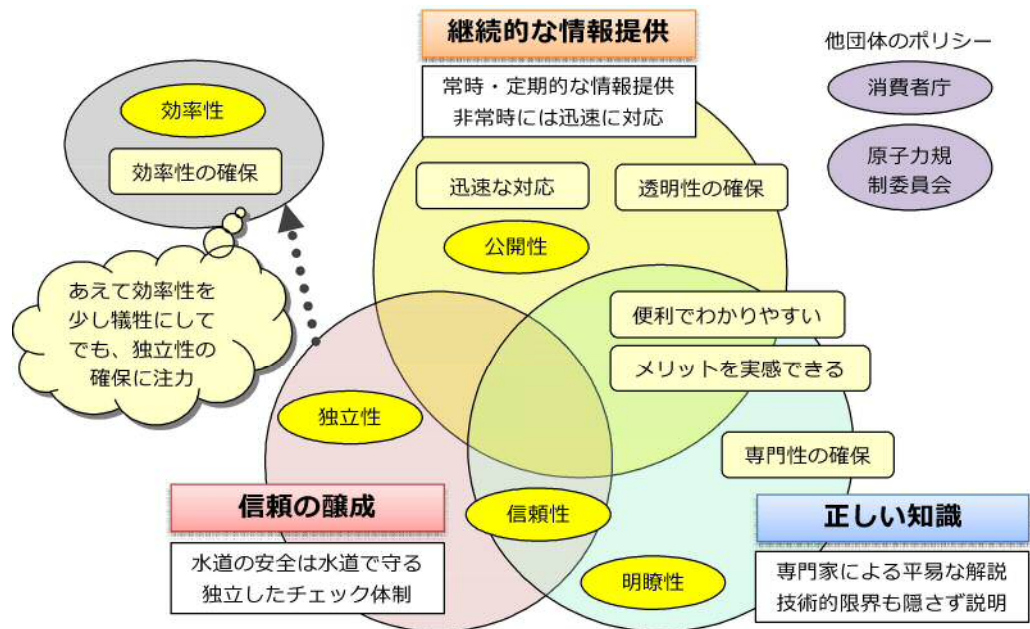 継続的な情報提供
常時・定期的な情報提供
非常時には迅速に対応
他団体のポリシー
消費者庁
原子力規
制委員会
効率性
効率性の確保
迅速な対応
透明性の確保
公開性
あえて効率性を
少し犠牲にして
でも、独立性の
確保に注力
便利でわかりやすい
メリットを実感できる
独立性
専門性の確保
信頼の醸成
水道の安全は水道で守る
独立したチェック体制
信頼性
明瞭性
正しい知識
専門家による平易な解説
技術的限界も隠さず説明